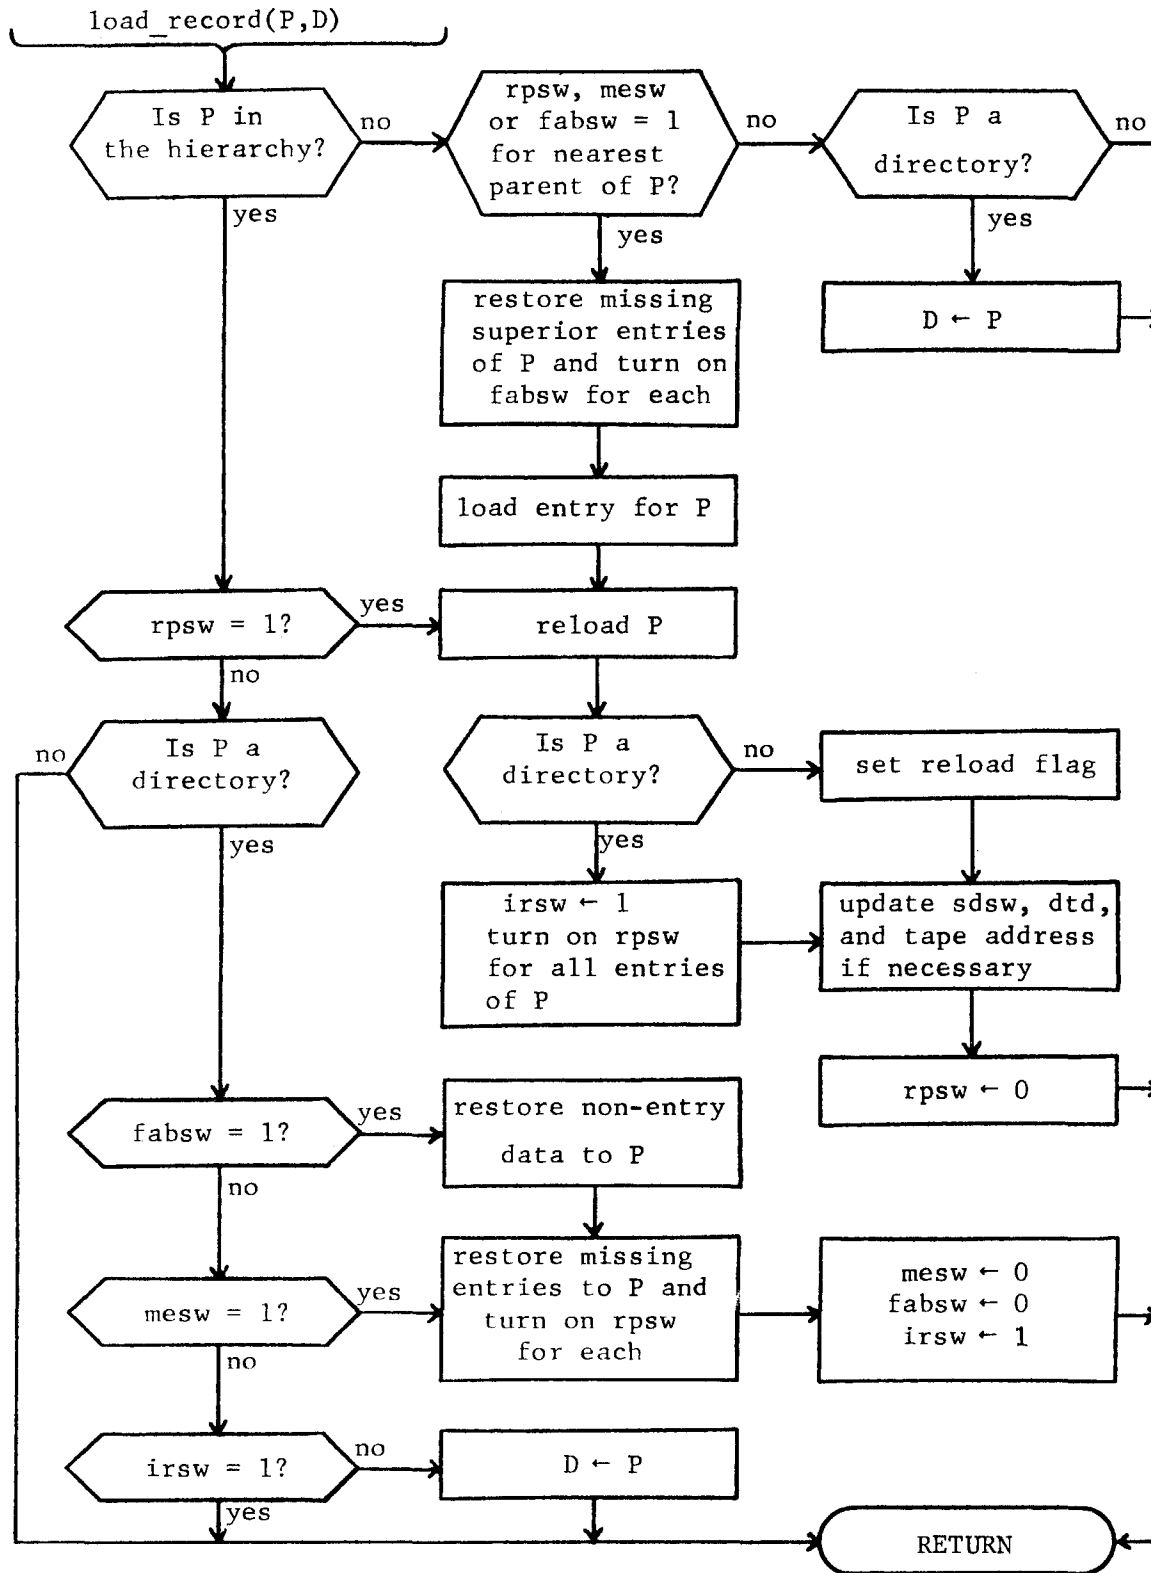 load_record(P,D)
Is P in
the hierarchy?
no
yes
rpsw, mesw
or fabsw = 1
for nearest
parent of P?
no
yes
Is P a
directory?
no
yes
D ← P
restore missing
superior entries
of P and turn on
fabsw for each
load entry for P
rpsw = 1?
yes
no
reload P
Is P a
directory?
no
yes
Is P a
directory?
no
yes
set reload flag
irsw ← 1
turn on rpsw
for all entries
of P
update sdsw, dtd,
and tape address
if necessary
rpsw ← 0
fabsw = 1?
yes
no
restore non-entry
data to P
mesw = 1?
yes
no
restore missing
entries to P and
turn on rpsw
for each
mesw ← 0
fabsw ← 0
irsw ← 1
irsw = 1?
no
yes
D ← P
RETURN